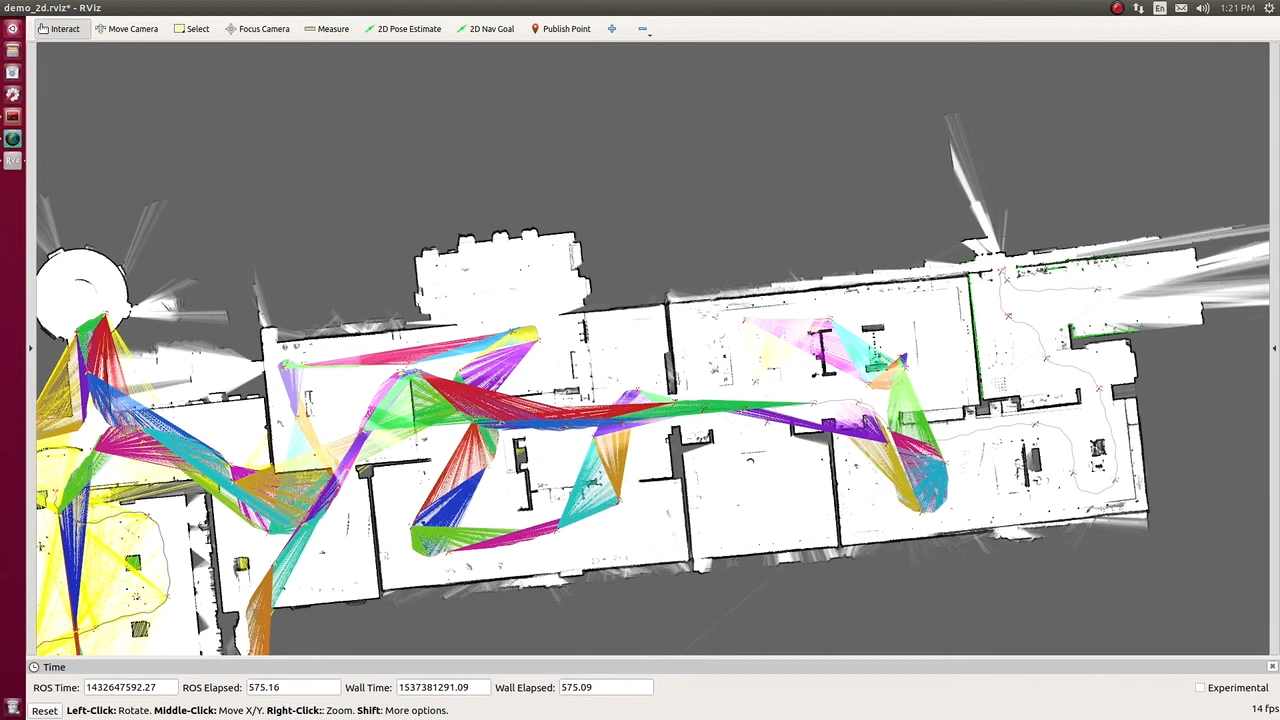 demo_2d.rviz* - RViz
En
1:21 PM
Interact Move Camera Select Focus Camera Measure 2D Pose Estimate 2D Nav Goal Publish Point
RViz
Time
ROS Time: 1432647592.27 ROS Elapsed: 575.16 Wall Time: 1537381291.09 Wall Elapsed: 575.09 Experimental
Reset Left-Click: Rotate. Middle-Click: Move X/Y. Right-Click:: Zoom. Shift: More options. 14 fps